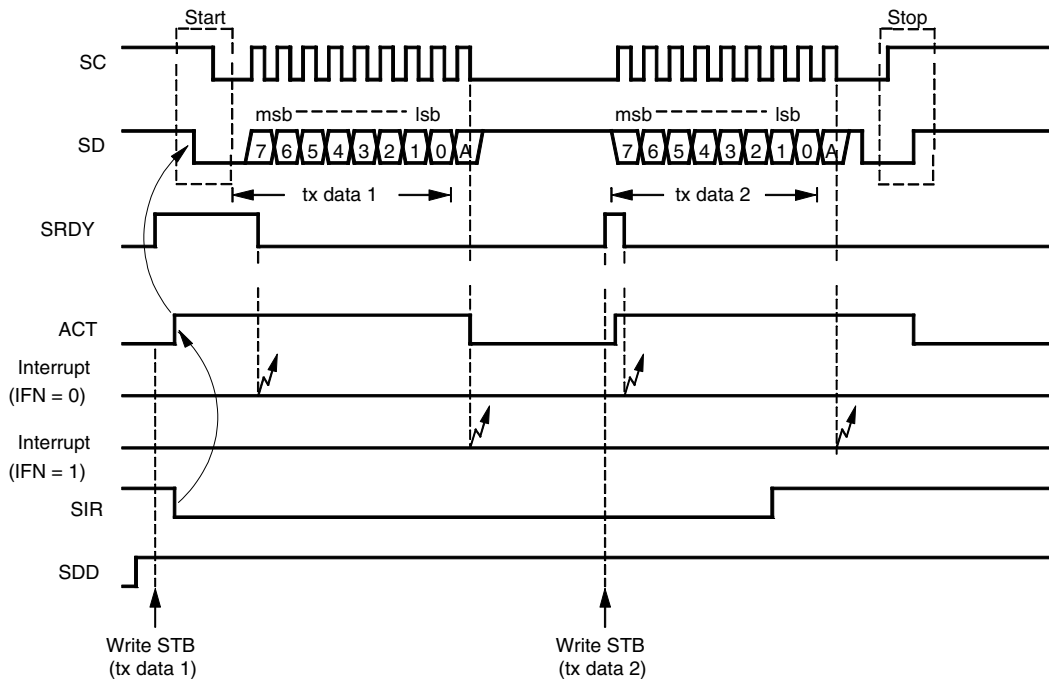 Start
Stop
SC
msb lsb
msb lsb
SD
7 6 5 4 3 2 1 0 A
7 6 5 4 3 2 1 0 A
tx data 1
tx data 2
SRDY
ACT
Interrupt
(IFN = 0)
Interrupt
(IFN = 1)
SIR
SDD
Write STB
(tx data 1)
Write STB
(tx data 2)